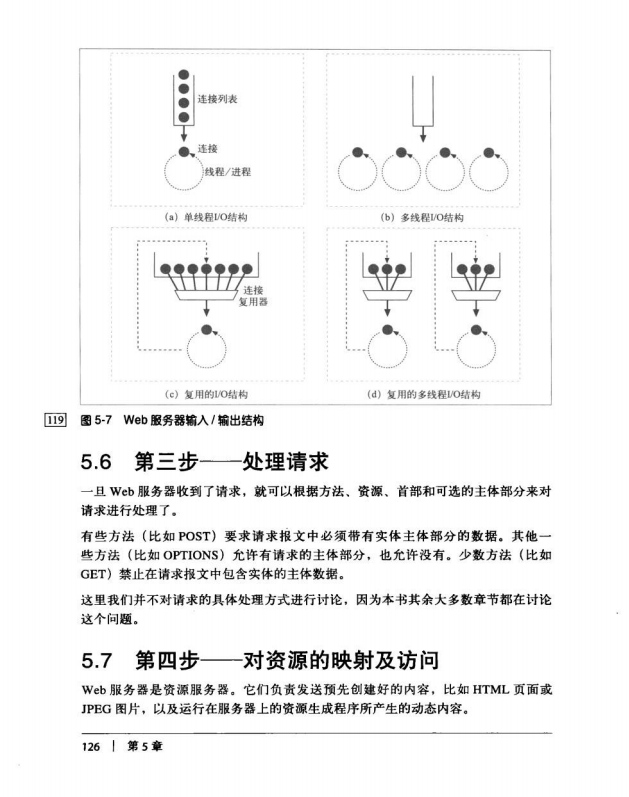 连接列表
连接
线程/进程
(a) 单线程I/O结构
(b) 多线程I/O结构
连接
复用器
(c) 复用的I/O结构
(d) 复用的多线程I/O结构
119 图 5-7 Web 服务器输入 / 输出结构
5.6 第三步——处理请求
一旦 Web 服务器收到了请求，就可以根据方法、资源、首部和可选的主体部分来对
请求进行处理了。
有些方法（比如 POST）要求请求报文中必须带有实体主体部分的数据。其他一
些方法（比如 OPTIONS）允许有请求的主体部分，也允许没有。少数方法（比如
GET）禁止在请求报文中包含实体的主体数据。
这里我们并不对请求的具体处理方式进行讨论，因为本书其余大多数章节都在讨论
这个问题。
5.7 第四步——对资源的映射及访问
Web 服务器是资源服务器。它们负责发送预先创建好的内容，比如 HTML 页面或
JPEG 图片，以及运行在服务器上的资源生成程序所产生的动态内容。
126 | 第 5 章